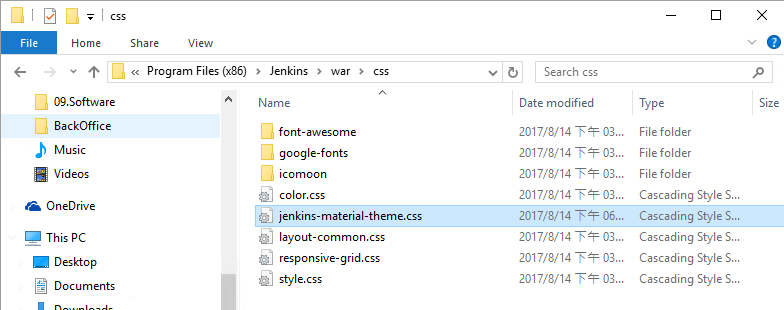 css
File Home Share View
« Program Files (x86) › Jenkins › war › css
Search css
09.Software
BackOffice
Music
Videos
OneDrive
This PC
Desktop
Documents
Downloads
Name Date modified Type Size
font-awesome 2017/8/14 下午 03... File folder
google-fonts 2017/8/14 下午 03... File folder
icomoon 2017/8/14 下午 03... File folder
color.css 2017/8/14 下午 03... Cascading Style S...
jenkins-material-theme.css 2017/8/14 下午 06... Cascading Style S...
layout-common.css 2017/8/14 下午 03... Cascading Style S...
responsive-grid.css 2017/8/14 下午 03... Cascading Style S...
style.css 2017/8/14 下午 03... Cascading Style S...